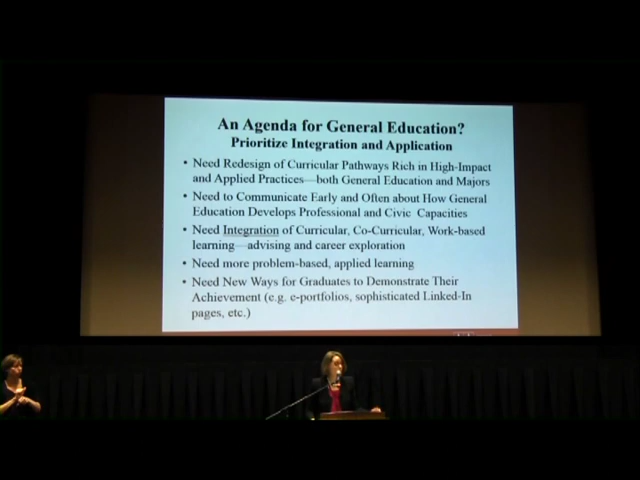 An Agenda for General Education?
Prioritize Integration and Application
• Need Redesign of Curricular Pathways Rich in High-Impact
and Applied Practices—both General Education and Majors
• Need to Communicate Early and Often about How General
Education Develops Professional and Civic Capacities
• Need Integration of Curricular, Co-Curricular, Work-based
learning—advising and career exploration
• Need more problem-based, applied learning
• Need New Ways for Graduates to Demonstrate Their
Achievement (e.g. e-portfolios, sophisticated Linked-In
pages, etc.)